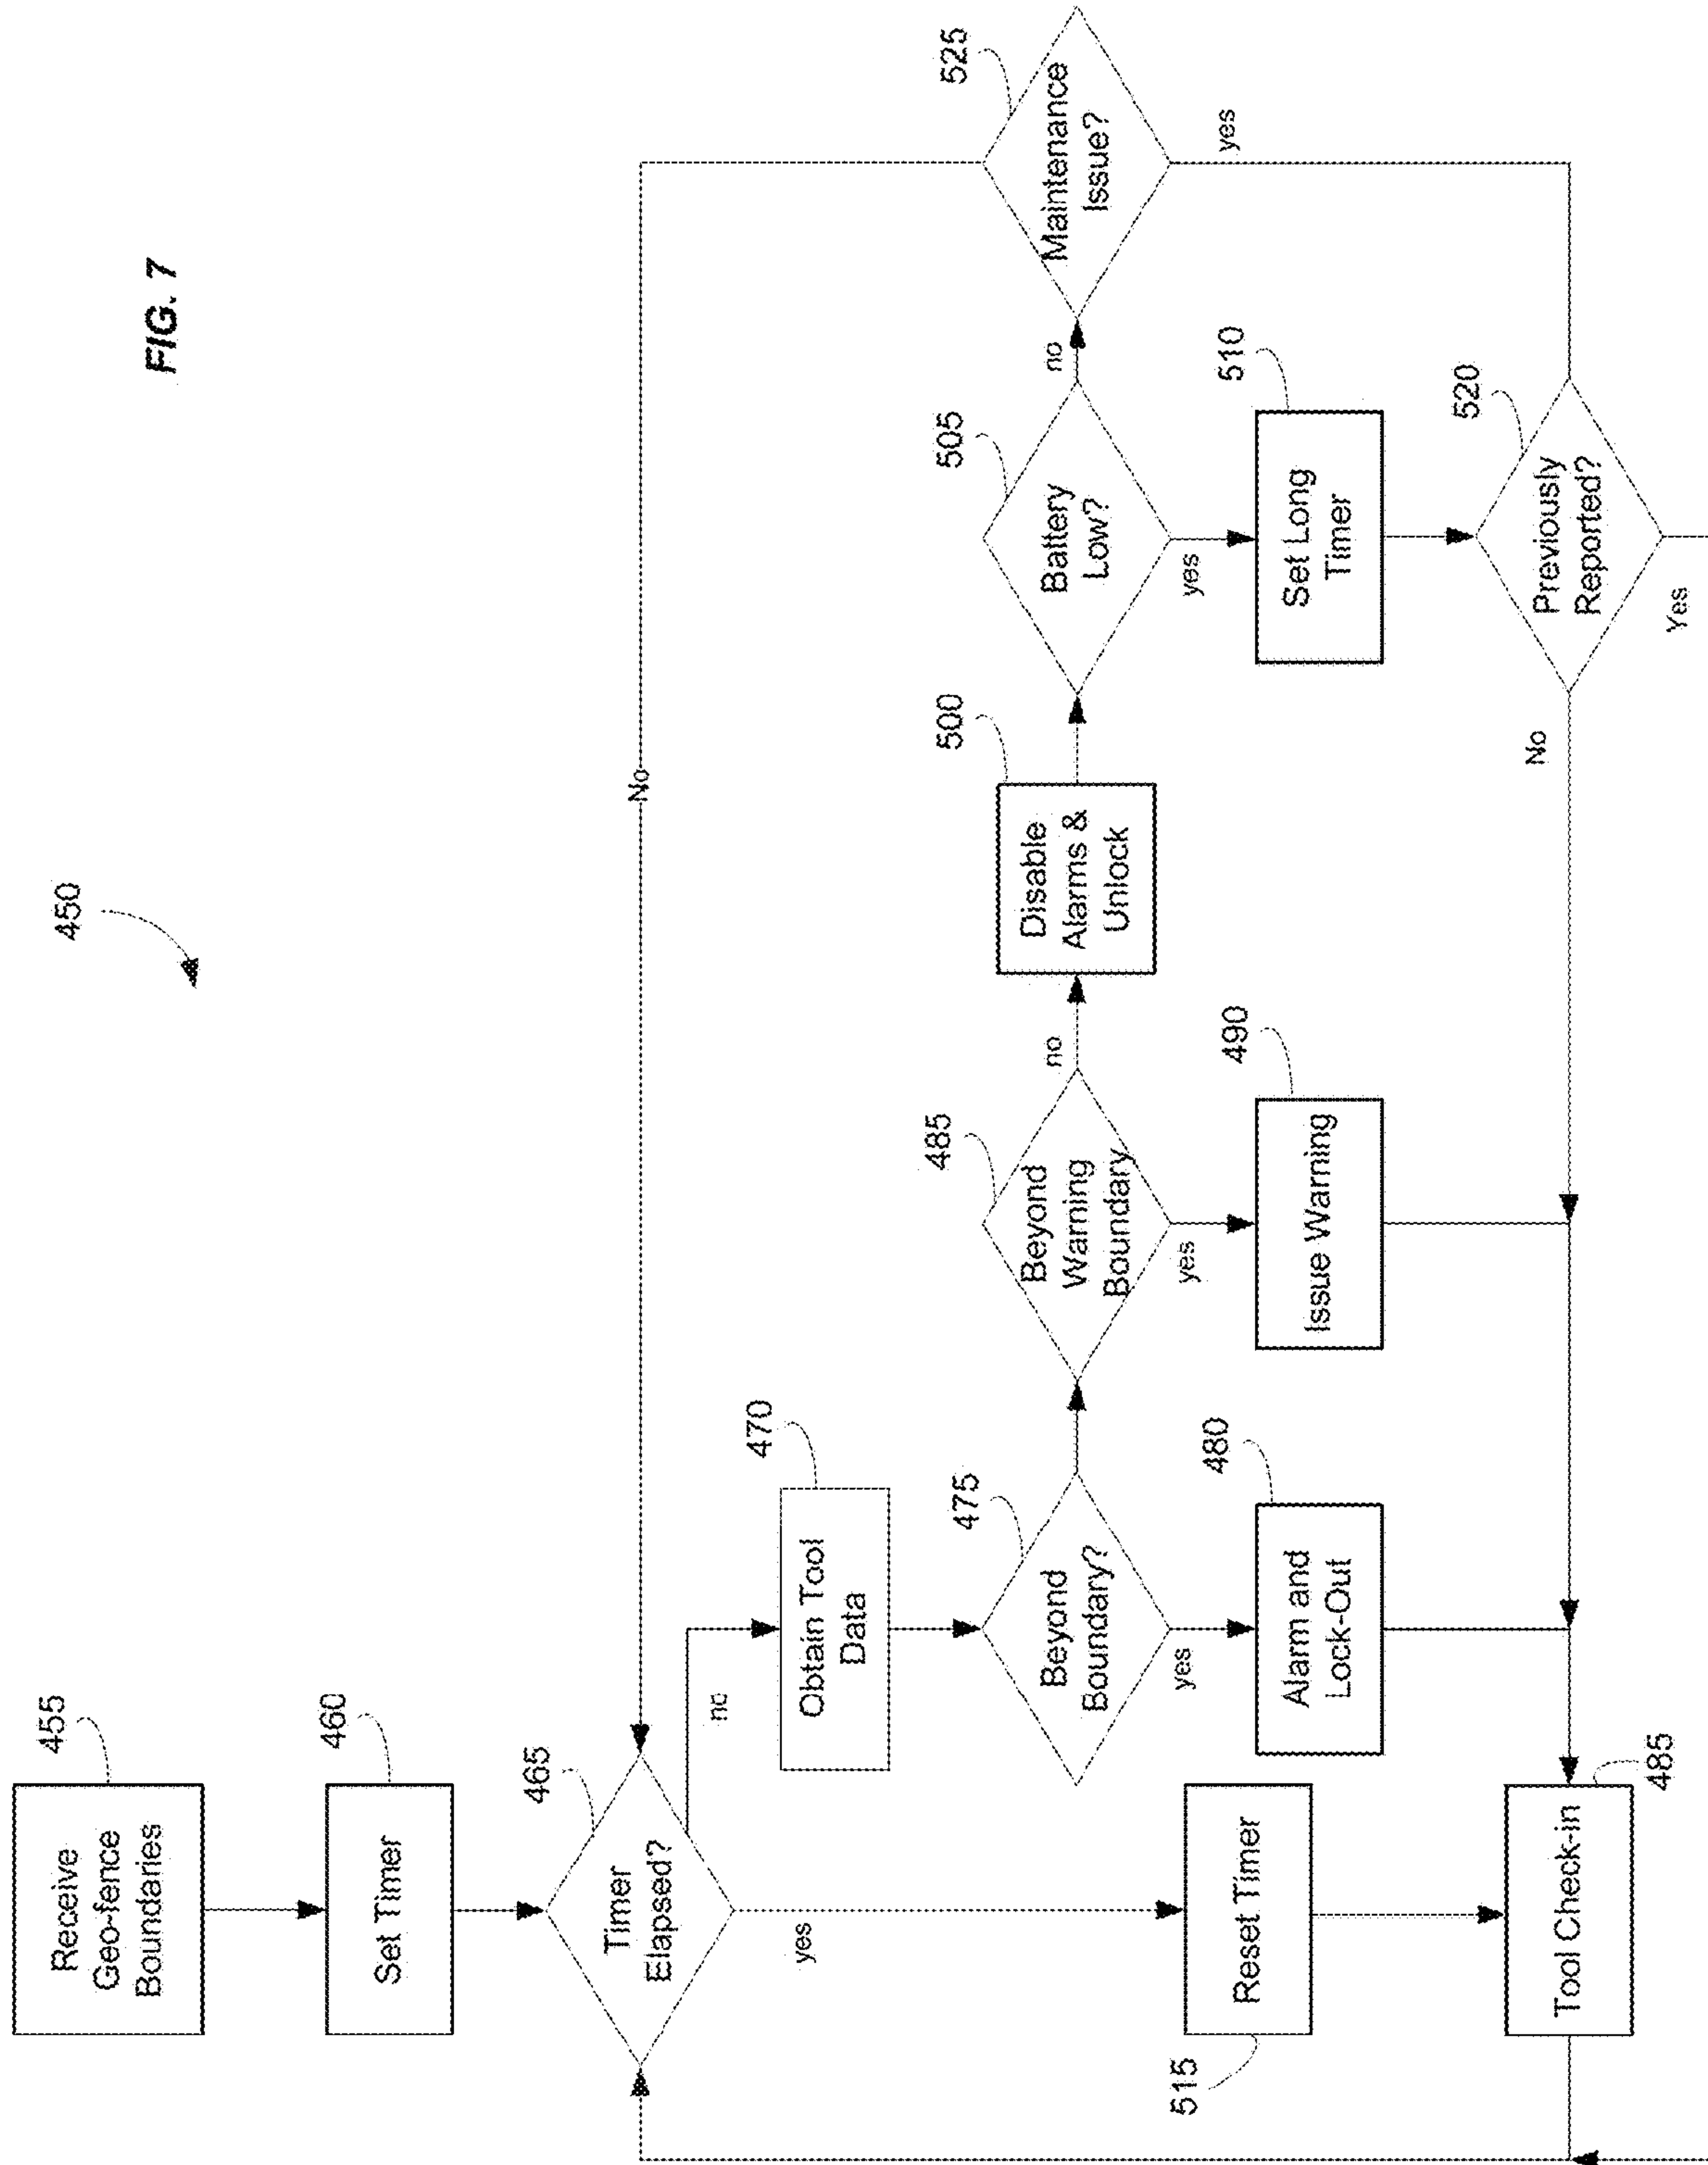 FIG. 7
450
455
Receive
Geo-fence
Boundaries
460
Set Timer
465
Timer
Elapsed?
no
yes
No
470
Obtain Tool
Data
475
Beyond
Boundary?
yes
480
Alarm and
Lock-Out
485
Beyond
Warning
Boundary
no
yes
490
Issue Warning
500
Disable
Alarms &
Unlock
505
Battery
Low?
no
yes
510
Set Long
Timer
525
Maintenance
Issue?
yes
520
Previously
Reported?
No
Yes
515
Reset Timer
Tool Check-in
485